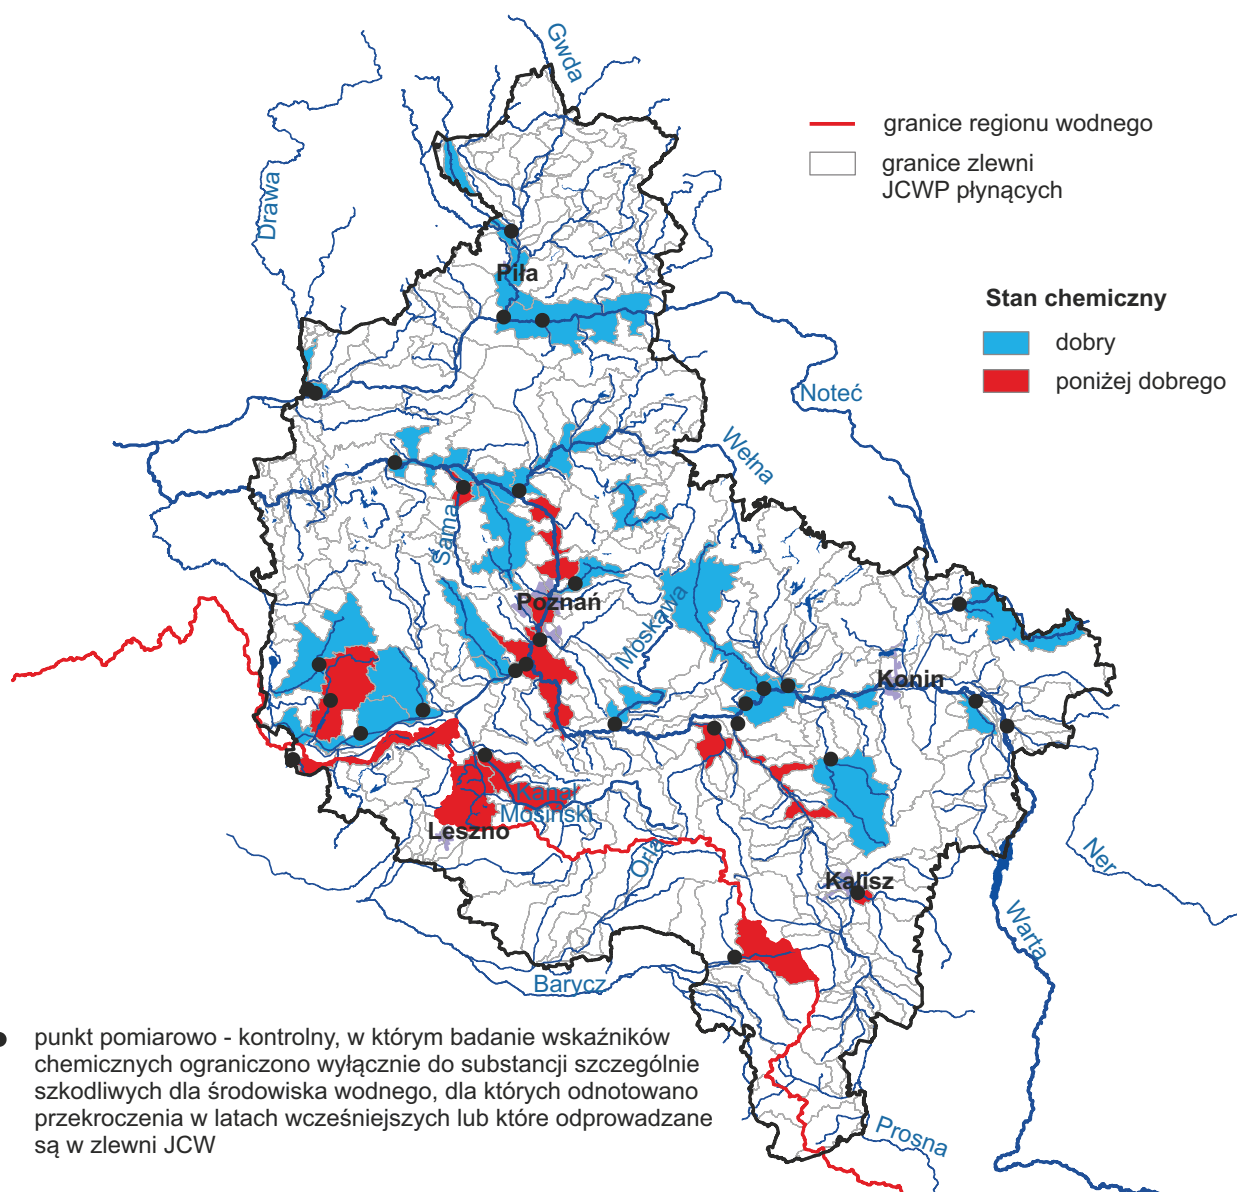 Gwda
granice regionu wodnego
granice zlewni
JCWP płynących
Drawa
Piła
Stan chemiczny
dobry
poniżej dobrego
Noteć
Wełna
Sama
Poznań
Moskawa
Konin
Kanał
Mosiński
Leszno
Orla
Kalisz
Ner
Warta
Barycz
punkt pomiarowo - kontrolny, w którym badanie wskaźników
chemicznych ograniczono wyłącznie do substancji szczególnie
szkodliwych dla środowiska wodnego, dla których odnotowano
przekroczenia w latach wcześniejszych lub które odprowadzane
są w zlewni JCW
Prosna